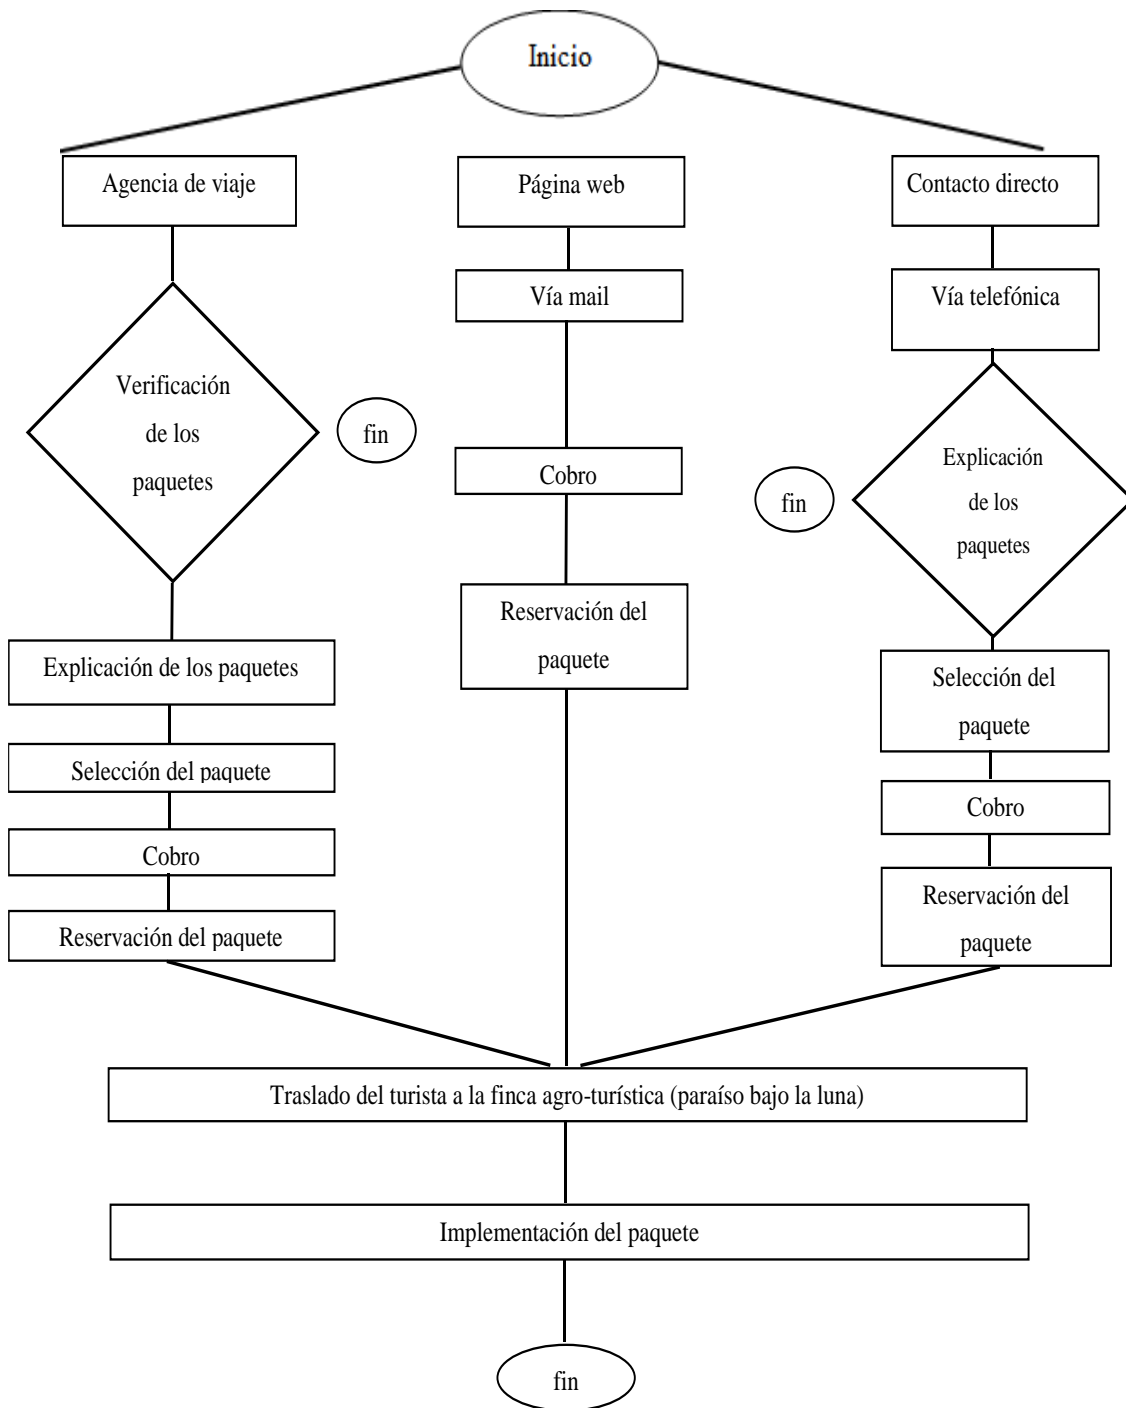 Inicio
Agencia de viaje
Página web
Contacto directo
Vía mail
Vía telefónica
Verificación
de los
paquetes
fin
Cobro
fin
Explicación
de los
paquetes
Reservación del
paquete
Explicación de los paquetes
Selección del
paquete
Selección del paquete
Cobro
Cobro
Reservación del paquete
Reservación del
paquete
Traslado del turista a la finca agro-turística (paraíso bajo la luna)
Implementación del paquete
fin